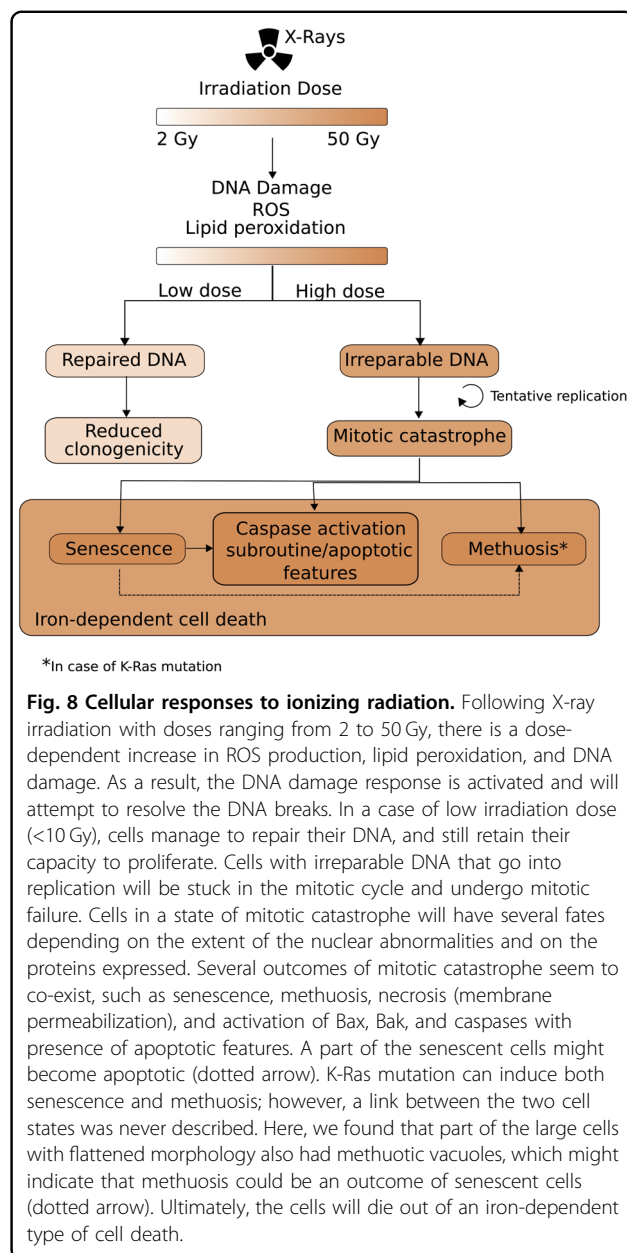 X-Rays
Irradiation Dose
2 Gy 50 Gy
DNA Damage
ROS
Lipid peroxidation
Low dose High dose
Repaired DNA Irreparable DNA
Tentative replication
Reduced
clonogenicity
Mitotic catastrophe
Senescence
Caspase activation
subroutine/apoptotic
features
Methuosis*
Iron-dependent cell death
*In case of K-Ras mutation
Fig. 8 Cellular responses to ionizing radiation. Following X-ray
irradiation with doses ranging from 2 to 50 Gy, there is a dose-
dependent increase in ROS production, lipid peroxidation, and DNA
damage. As a result, the DNA damage response is activated and will
attempt to resolve the DNA breaks. In a case of low irradiation dose
(<10 Gy), cells manage to repair their DNA, and still retain their
capacity to proliferate. Cells with irreparable DNA that go into
replication will be stuck in the mitotic cycle and undergo mitotic
failure. Cells in a state of mitotic catastrophe will have several fates
depending on the extent of the nuclear abnormalities and on the
proteins expressed. Several outcomes of mitotic catastrophe seem to
co-exist, such as senescence, methuosis, necrosis (membrane
permeabilization), and activation of Bax, Bak, and caspases with
presence of apoptotic features. A part of the senescent cells might
become apoptotic (dotted arrow). K-Ras mutation can induce both
senescence and methuosis; however, a link between the two cell
states was never described. Here, we found that part of the large cells
with flattened morphology also had methuotic vacuoles, which might
indicate that methuosis could be an outcome of senescent cells
(dotted arrow). Ultimately, the cells will die out of an iron-dependent
type of cell death.